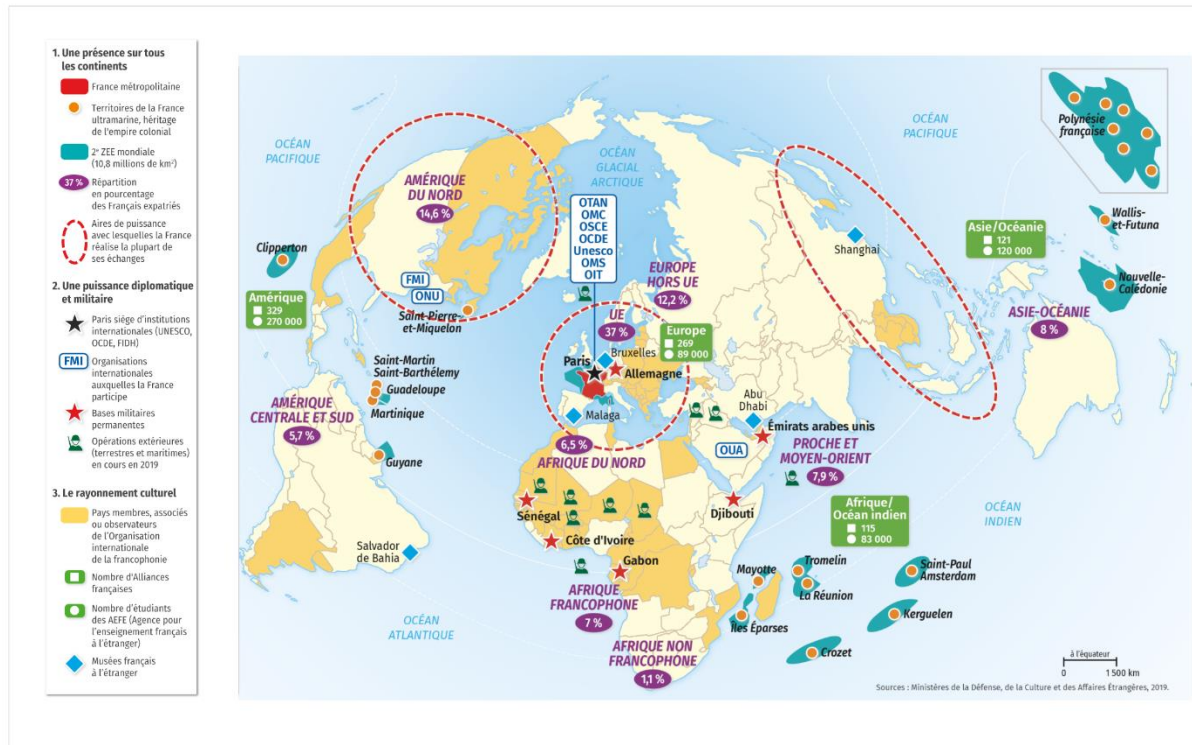 1. Une présence sur tous
les continents
France métropolitaine
Territoires de la France
ultramarine, héritage
de l'empire colonial
2e ZEE mondiale
(10,8 millions de km²)
37 %
Répartition
en pourcentage
des Français expatriés
Aires de puissance
avec lesquelles la France
réalise la plupart de
ses échanges
2. Une puissance diplomatique
et militaire
Paris siège d'institutions
internationales (UNESCO,
OCDE, FIDH)
FMI
Organisations
internationales
auxquelles la France
participe
Bases militaires
permanentes
Opérations extérieures
(terrestres et maritimes)
en cours en 2019
3. Le rayonnement culturel
Pays membres, associés
ou observateurs
de l'Organisation
internationale
de la francophonie
Nombre d'Alliances
françaises
Nombre d'étudiants
des AEFE (Agence pour
l'enseignement français
à l'étranger)
Musées français
à l'étranger
OCÉAN
PACIFIQUE
OCÉAN
GLACIAL
ARCTIQUE
OCÉAN
PACIFIQUE
Polynésie
française
AMÉRIQUE
DU NORD
14,6 %
OTAN
OMC
OSCE
OCDE
Unesco
OMS
OIT
Clipperton
FMI
ONU
Saint-Pierre-
et-Miquelon
Amérique
329
270 000
EUROPE
HORS UE
12,2 %
UE
37 %
Europe
269
89 000
Shanghai
Asie/Océanie
121
120 000
Wallis-
et-Futuna
Nouvelle-
Calédonie
ASIE-OCÉANIE
8 %
Paris
Bruxelles
Allemagne
Malaga
Saint-Martin
Saint-Barthélemy
Guadeloupe
Martinique
AMÉRIQUE
CENTRALE ET SUD
5,7 %
Guyane
Salvador
de Bahia
6,5 %
AFRIQUE DU NORD
Abu
Dhabi
Émirats arabes unis
OUA
PROCHE ET
MOYEN-ORIENT
7,9 %
Sénégal
Côte d'Ivoire
Gabon
Djibouti
Afrique/
Océan indien
115
83 000
OCÉAN
INDIEN
AFRIQUE
FRANCOPHONE
7 %
AFRIQUE NON
FRANCOPHONE
1,1 %
OCÉAN
ATLANTIQUE
Mayotte
Tromelin
La Réunion
Îles Éparses
Saint-Paul
Amsterdam
Kerguelen
Crozet
à l'équateur
0 1 500 km
Sources : Ministères de la Défense, de la Culture et des Affaires Étrangères, 2019.